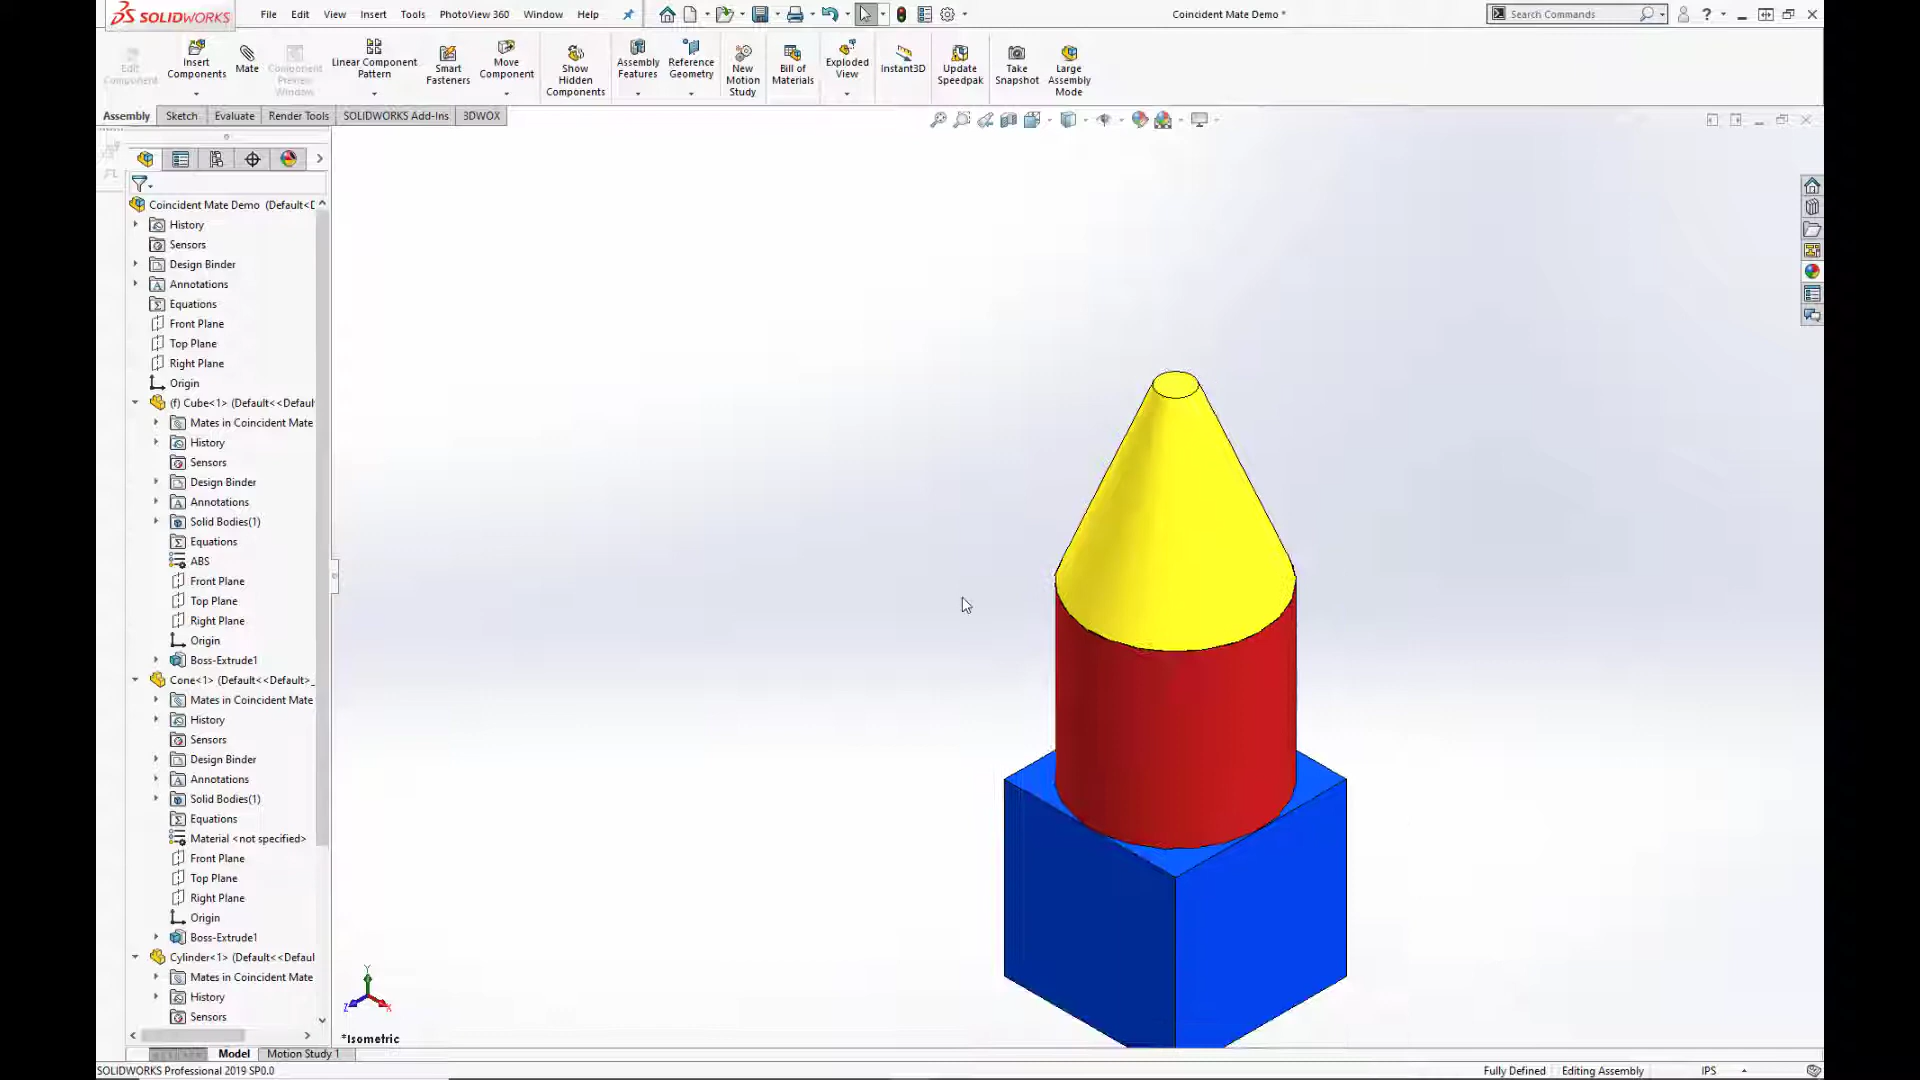 SOLIDWORKS File Edit View Insert Tools PhotoView 360 Window Help Coincident Mate Demo * Search Commands ?
Edit Component
Insert Components
Mate
Component Preview Window
Linear Component Pattern
Smart Fasteners
Move Component
Show Hidden Components
Assembly Features
Reference Geometry
New Motion Study
Bill of Materials
Exploded View
Instant3D
Update Speedpak
Take Snapshot
Large Assembly Mode
Assembly Sketch Evaluate Render Tools SOLIDWORKS Add-Ins 3DWOX
Coincident Mate Demo (Default<D
History
Sensors
Design Binder
Annotations
Equations
Front Plane
Top Plane
Right Plane
Origin
(f) Cube<1> (Default<<Defaul
Mates in Coincident Mate
History
Sensors
Design Binder
Annotations
Solid Bodies(1)
Equations
ABS
Front Plane
Top Plane
Right Plane
Origin
Boss-Extrude1
Cone<1> (Default<<Default>_
Mates in Coincident Mate
History
Sensors
Design Binder
Annotations
Solid Bodies(1)
Equations
Material <not specified>
Front Plane
Top Plane
Right Plane
Origin
Boss-Extrude1
Cylinder<1> (Default<<Defaul
Mates in Coincident Mate
History
Sensors
Y
Z X
*Isometric
Model Motion Study 1
SOLIDWORKS Professional 2019 SP0.0 Fully Defined Editing Assembly IPS